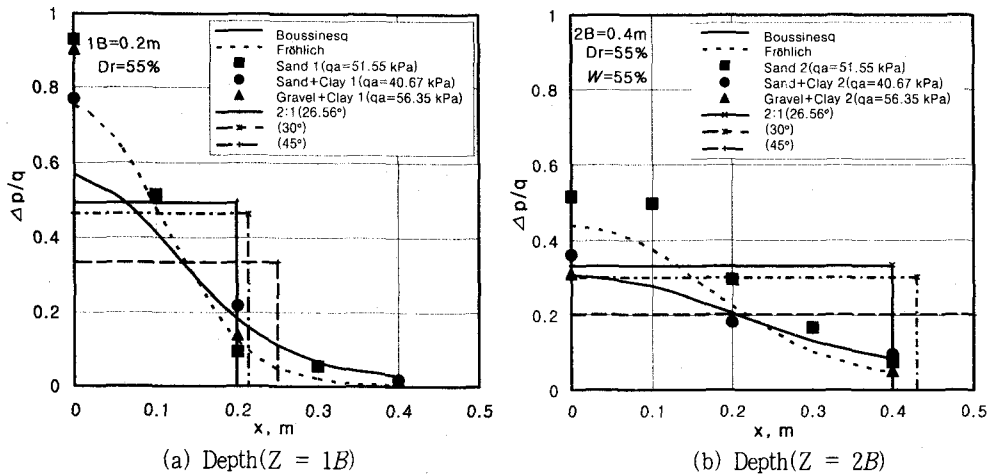 1B=0.2m
Dr=55%
Boussinesq
Fröhlich
Sand 1(qa=51.55 kPa)
Sand+Clay 1(qa=40.67 kPa)
Gravel+Clay 1(qa=56.35 kPa)
2:1(26.56°)
(30°)
(45°)
1
0.8
0.6
0.4
0.2
0
Δp/q
0
0.1
0.2
0.3
0.4
0.5
x, m
(a) Depth(Z = 1B)
2B=0.4m
Dr=55%
W=55%
Boussinesq
Fröhlich
Sand 2(qa=51.55 kPa)
Sand+Clay 2(qa=40.67 kPa)
Gravel+Clay 2(qa=56.35 kPa)
2:1(26.56°)
(30°)
(45°)
1
0.8
0.6
0.4
0.2
0
Δp/q
0
0.1
0.2
0.3
0.4
0.5
x, m
(b) Depth(Z = 2B)